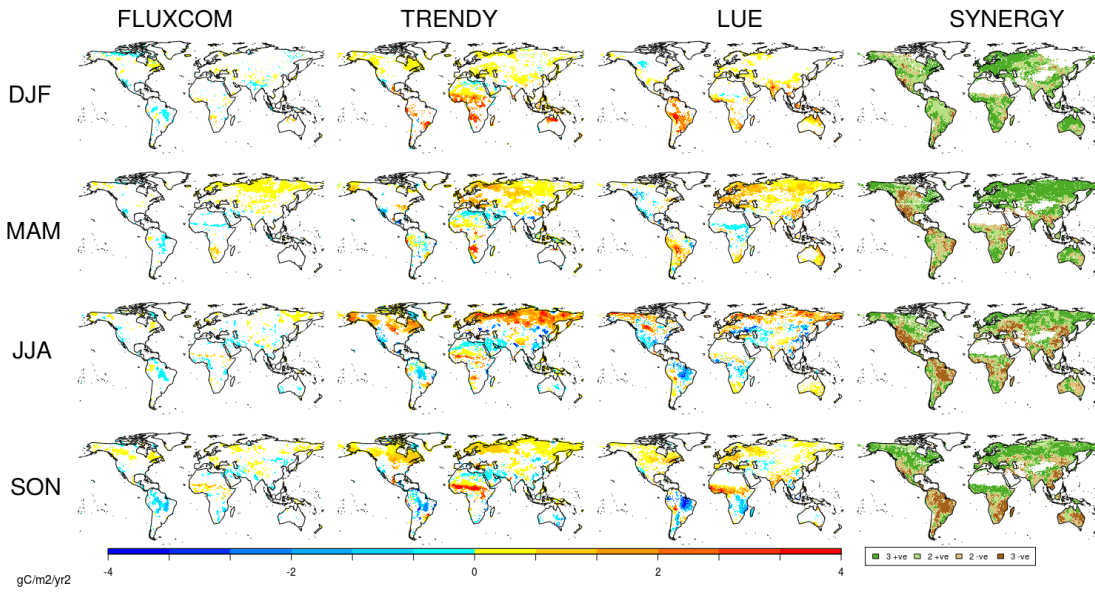 FLUXCOM TRENDY LUE SYNERGY
DJF
MAM
JJA
SON
-4 -2 0 2 4
gC/m2/yr2
3 +ve 2 +ve 2 -ve 3 -ve